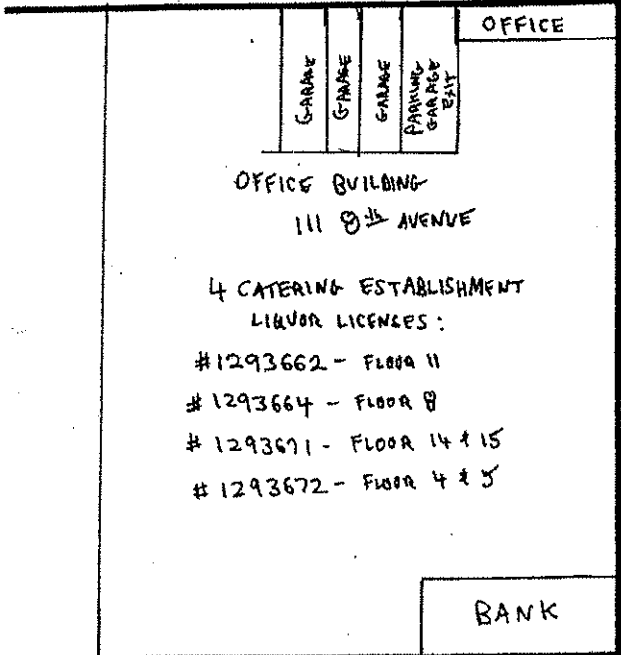 OFFICE
GARAGE
GARAGE
GARAGE
PARKING
GARAGE
EXIT
OFFICE BUILDING
111 8th AVENUE
4 CATERING ESTABLISHMENT
LIQUOR LICENSES:
#1293662 - FLOOR 11
#1293664 - FLOOR 8
#1293671 - FLOOR 14 & 15
#1293672 - FLOOR 4 & 5
BANK